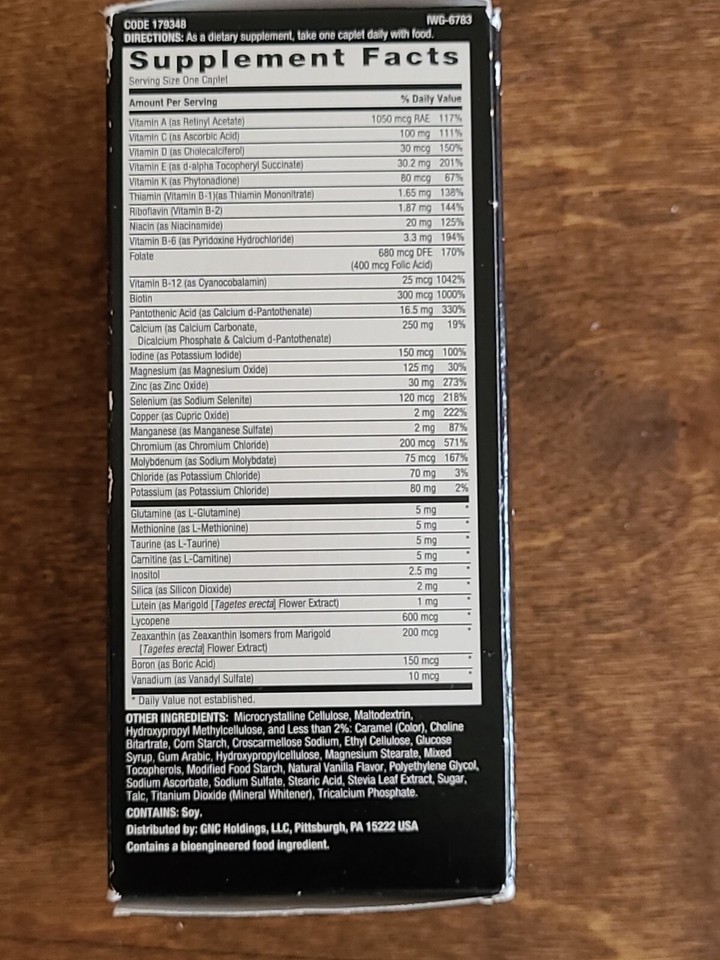 CODE 179348 IWG-6783
DIRECTIONS: As a dietary supplement, take one caplet daily with food.
Supplement Facts
Serving Size One Caplet
Amount Per Serving % Daily Value
Vitamin A (as Retinyl Acetate) 1050 mcg RAE 117%
Vitamin C (as Ascorbic Acid) 100 mg 111%
Vitamin D (as Cholecalciferol) 30 mcg 150%
Vitamin E (as d-alpha Tocopheryl Succinate) 30.2 mg 201%
Vitamin K (as Phytonadione) 80 mcg 67%
Thiamin (Vitamin B-1)(as Thiamin Mononitrate) 1.65 mg 138%
Riboflavin (Vitamin B-2) 1.87 mg 144%
Niacin (as Niacinamide) 20 mg 125%
Vitamin B-6 (as Pyridoxine Hydrochloride) 3.3 mg 194%
Folate 680 mcg DFE 170%
(400 mcg Folic Acid)
Vitamin B-12 (as Cyanocobalamin) 25 mcg 1042%
Biotin 300 mcg 1000%
Pantothenic Acid (as Calcium d-Pantothenate) 16.5 mg 330%
Calcium (as Calcium Carbonate, 250 mg 19%
Dicalcium Phosphate & Calcium d-Pantothenate)
Iodine (as Potassium Iodide) 150 mcg 100%
Magnesium (as Magnesium Oxide) 125 mg 30%
Zinc (as Zinc Oxide) 30 mg 273%
Selenium (as Sodium Selenite) 120 mcg 218%
Copper (as Cupric Oxide) 2 mg 222%
Manganese (as Manganese Sulfate) 2 mg 87%
Chromium (as Chromium Chloride) 200 mcg 571%
Molybdenum (as Sodium Molybdate) 75 mcg 167%
Chloride (as Potassium Chloride) 70 mg 3%
Potassium (as Potassium Chloride) 80 mg 2%
Glutamine (as L-Glutamine) 5 mg *
Methionine (as L-Methionine) 5 mg *
Taurine (as L-Taurine) 5 mg *
Carnitine (as L-Carnitine) 5 mg *
Inositol 2.5 mg *
Silica (as Silicon Dioxide) 2 mg *
Lutein (as Marigold [Tagetes erecta] Flower Extract) 1 mg *
Lycopene 600 mcg *
Zeaxanthin (as Zeaxanthin Isomers from Marigold 200 mcg *
[Tagetes erecta] Flower Extract)
Boron (as Boric Acid) 150 mcg *
Vanadium (as Vanadyl Sulfate) 10 mcg *
* Daily Value not established.
OTHER INGREDIENTS: Microcrystalline Cellulose, Maltodextrin,
Hydroxypropyl Methylcellulose, and Less than 2%: Caramel (Color), Choline
Bitartrate, Corn Starch, Croscarmellose Sodium, Ethyl Cellulose, Glucose
Syrup, Gum Arabic, Hydroxypropylcellulose, Magnesium Stearate, Mixed
Tocopherols, Modified Food Starch, Natural Vanilla Flavor, Polyethylene Glycol,
Sodium Ascorbate, Sodium Sulfate, Stearic Acid, Stevia Leaf Extract, Sugar,
Talc, Titanium Dioxide (Mineral Whitener), Tricalcium Phosphate.
CONTAINS: Soy.
Distributed by: GNC Holdings, LLC, Pittsburgh, PA 15222 USA
Contains a bioengineered food ingredient.